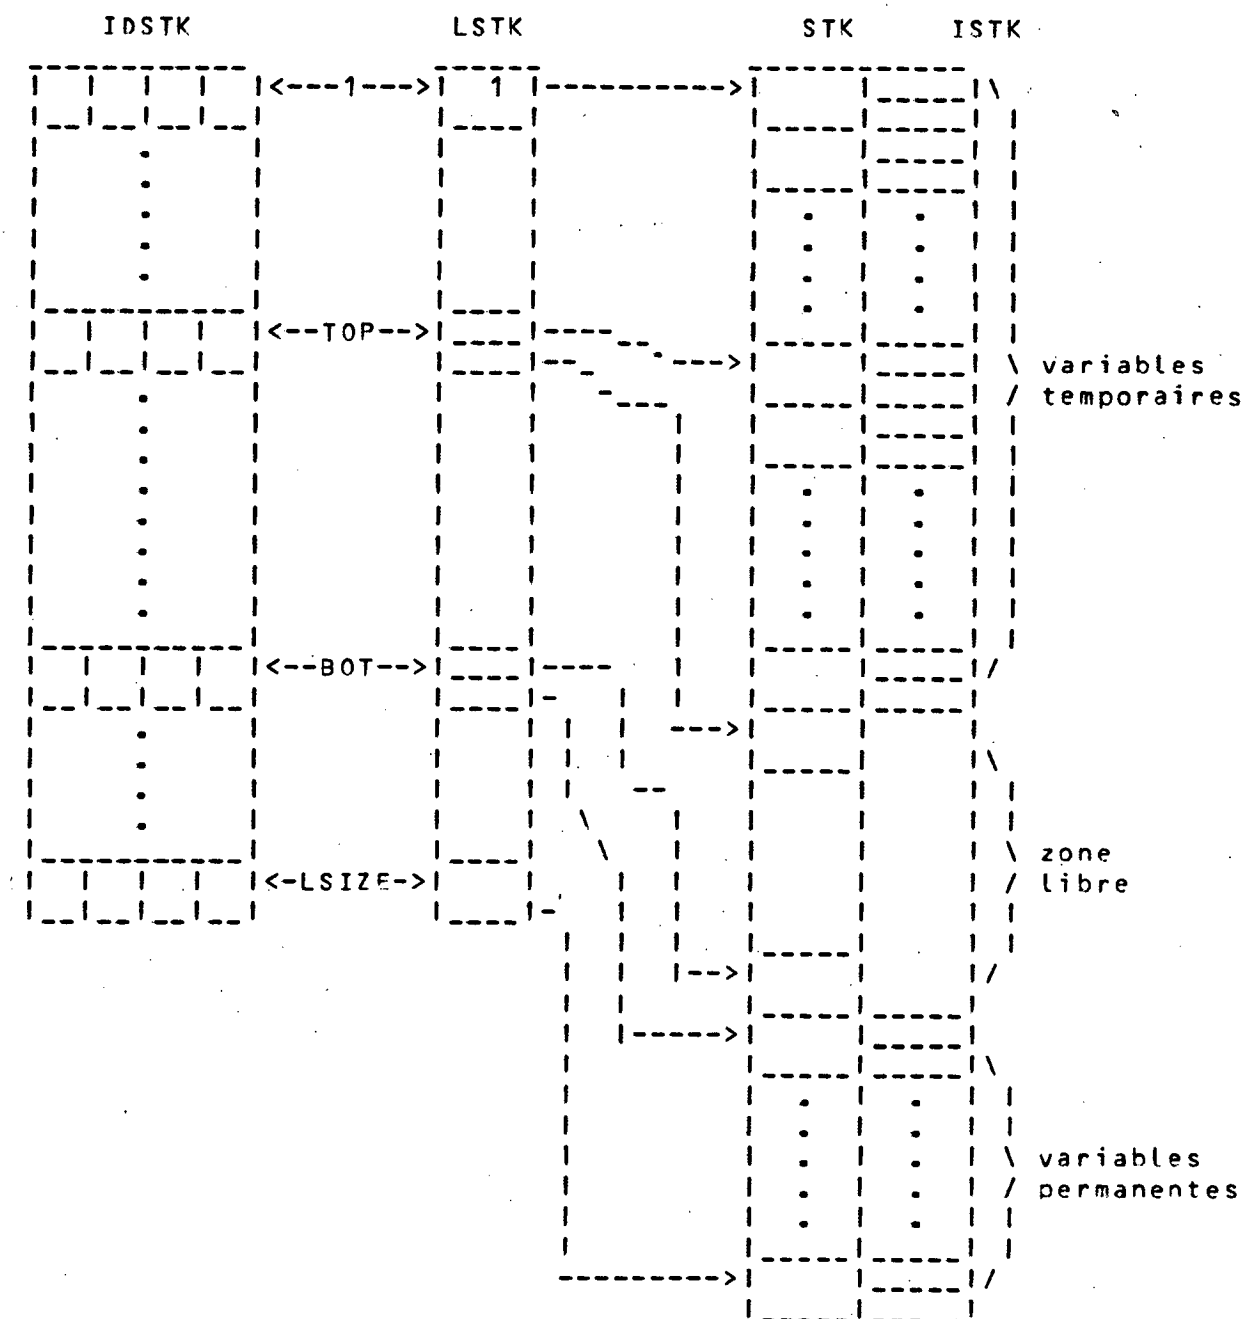 IDSTK LSTK STK ISTK
<---1---> 1 ---------->
<--TOP-->
--->
variables
temporaires
<--BOT-->
--->
zone
<-LSIZE-> libre
-->
----->
variables
permanentes
---------->